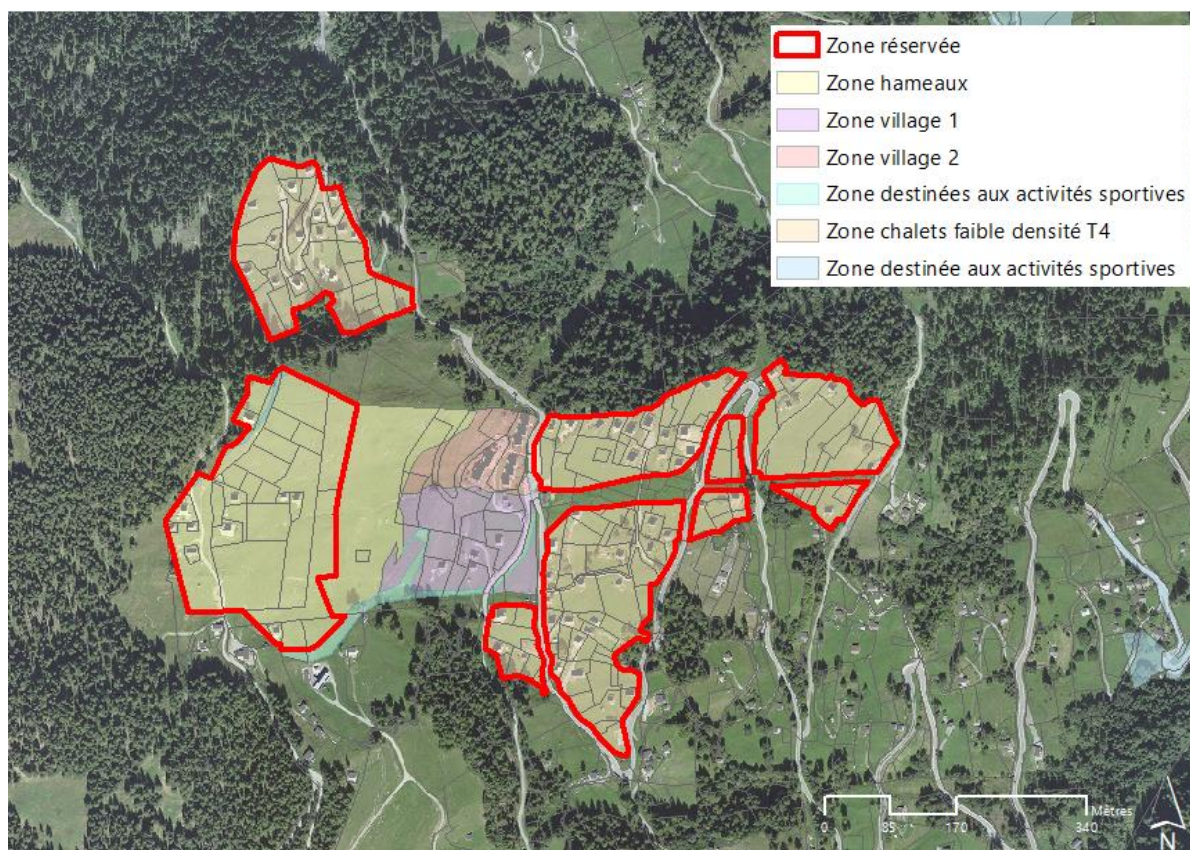 Zone réservée
Zone hameaux
Zone village 1
Zone village 2
Zone destinées aux activités sportives
Zone chalets faible densité T4
Zone destinée aux activités sportives
Mètres
0 85 170 340
N